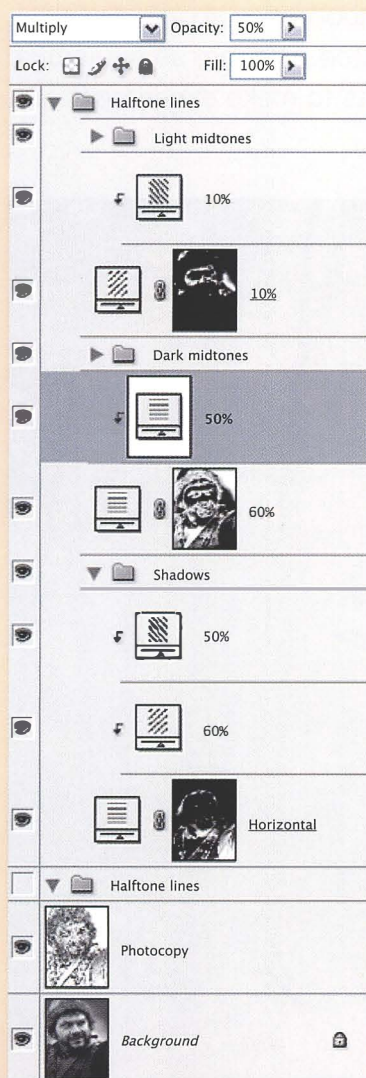 Multiply Opacity: 50%
Lock: Fill: 100%
Halftone lines
Light midtones
10%
10%
Dark midtones
50%
60%
Shadows
50%
60%
Horizontal
Halftone lines
Photocopy
Background